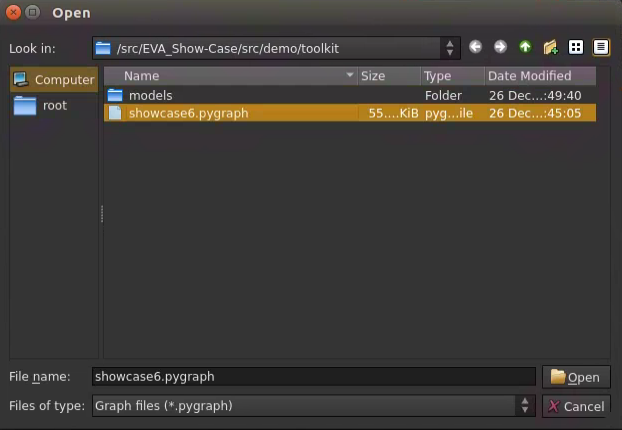 Open
Look in: /src/EVA_Show-Case/src/demo/toolkit
Computer
root
Name Size Type Date Modified
models Folder 26 Dec...:49:40
showcase6.pygraph 55....KiB pyg...ile 26 Dec...:45:05
File name: showcase6.pygraph Open
Files of type: Graph files (*.pygraph) Cancel